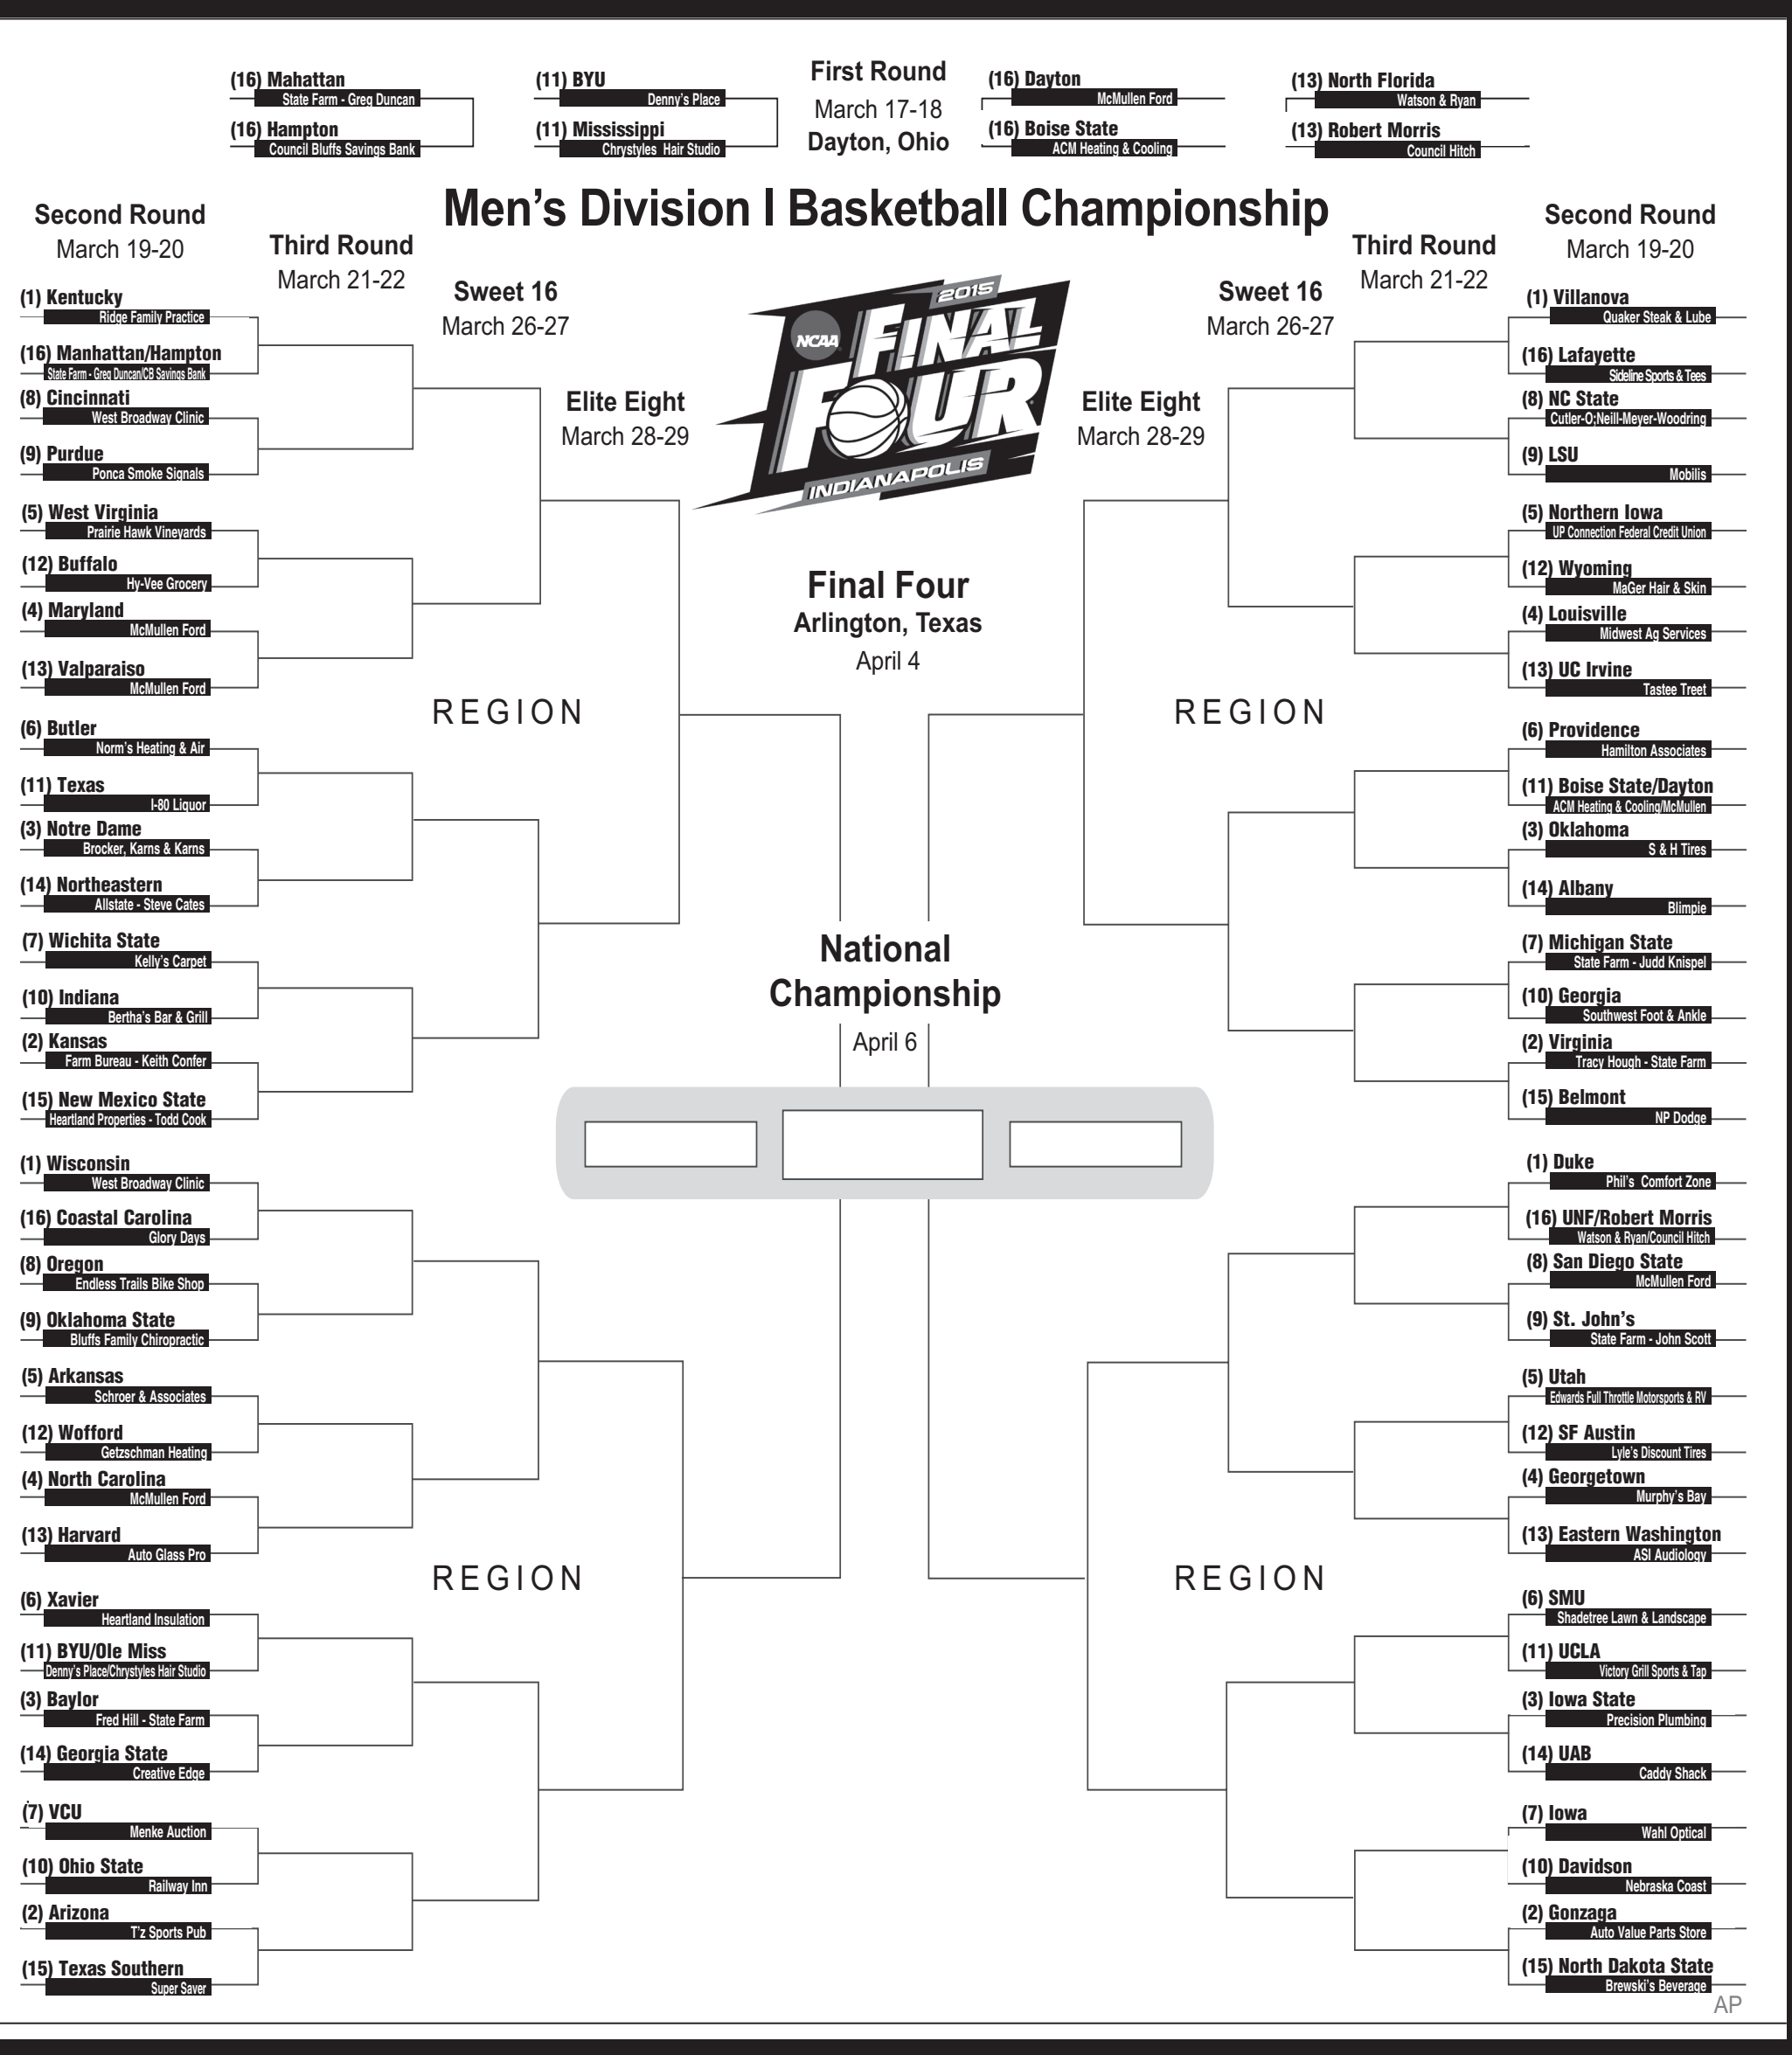 (16) Mahattan
State Farm - Greg Duncan
(16) Hampton
Council Bluffs Savings Bank
(11) BYU
Denny's Place
(11) Mississippi
Chrystyles Hair Studio
First Round
March 17-18
Dayton, Ohio
(16) Dayton
McMullen Ford
(16) Boise State
ACM Heating & Cooling
(13) North Florida
Watson & Ryan
(13) Robert Morris
Council Hitch
Men's Division I Basketball Championship
Second Round
March 19-20
Third Round
March 21-22
Sweet 16
March 26-27
Elite Eight
March 28-29
2015
NCAA
FINAL
FOUR
INDIANAPOLIS
Elite Eight
March 28-29
Sweet 16
March 26-27
Third Round
March 21-22
Second Round
March 19-20
(1) Kentucky
Ridge Family Practice
(16) Manhattan/Hampton
State Farm - Greg Duncan/CB Savings Bank
(8) Cincinnati
West Broadway Clinic
(9) Purdue
Ponca Smoke Signals
(5) West Virginia
Prairie Hawk Vineyards
(12) Buffalo
Hy-Vee Grocery
(4) Maryland
McMullen Ford
(13) Valparaiso
McMullen Ford
REGION
(6) Butler
Norm's Heating & Air
(11) Texas
I-80 Liquor
(3) Notre Dame
Brocker, Karns & Karns
(14) Northeastern
Allstate - Steve Cates
(7) Wichita State
Kelly's Carpet
(10) Indiana
Bertha's Bar & Grill
(2) Kansas
Farm Bureau - Keith Confer
(15) New Mexico State
Heartland Properties - Todd Cook
Final Four
Arlington, Texas
April 4
National
Championship
April 6
(1) Villanova
Quaker Steak & Lube
(16) Lafayette
Sideline Sports & Tees
(8) NC State
Cutler-O;Neill-Meyer-Woodring
(9) LSU
Mobilis
(5) Northern Iowa
UP Connection Federal Credit Union
(12) Wyoming
MaGer Hair & Skin
(4) Louisville
Midwest Ag Services
(13) UC Irvine
Tastee Treet
REGION
(6) Providence
Hamilton Associates
(11) Boise State/Dayton
ACM Heating & Cooling/McMullen
(3) Oklahoma
S & H Tires
(14) Albany
Blimpie
(7) Michigan State
State Farm - Judd Knispel
(10) Georgia
Southwest Foot & Ankle
(2) Virginia
Tracy Hough - State Farm
(15) Belmont
NP Dodge
(1) Wisconsin
West Broadway Clinic
(16) Coastal Carolina
Glory Days
(8) Oregon
Endless Trails Bike Shop
(9) Oklahoma State
Bluffs Family Chiropractic
(5) Arkansas
Schroer & Associates
(12) Wofford
Getzschman Heating
(4) North Carolina
McMullen Ford
(13) Harvard
Auto Glass Pro
REGION
(6) Xavier
Heartland Insulation
(11) BYU/Ole Miss
Denny's Place/Chrystyles Hair Studio
(3) Baylor
Fred Hill - State Farm
(14) Georgia State
Creative Edge
(7) VCU
Menke Auction
(10) Ohio State
Railway Inn
(2) Arizona
T'z Sports Pub
(15) Texas Southern
Super Saver
(1) Duke
Phil's Comfort Zone
(16) UNF/Robert Morris
Watson & Ryan/Council Hitch
(8) San Diego State
McMullen Ford
(9) St. John's
State Farm - John Scott
(5) Utah
Edwards Full Throttle Motorsports & RV
(12) SF Austin
Lyle's Discount Tires
(4) Georgetown
Murphy's Bay
(13) Eastern Washington
ASI Audiology
REGION
(6) SMU
Shadetree Lawn & Landscape
(11) UCLA
Victory Grill Sports & Tap
(3) Iowa State
Precision Plumbing
(14) UAB
Caddy Shack
(7) Iowa
Wahl Optical
(10) Davidson
Nebraska Coast
(2) Gonzaga
Auto Value Parts Store
(15) North Dakota State
Brewski's Beverage
AP